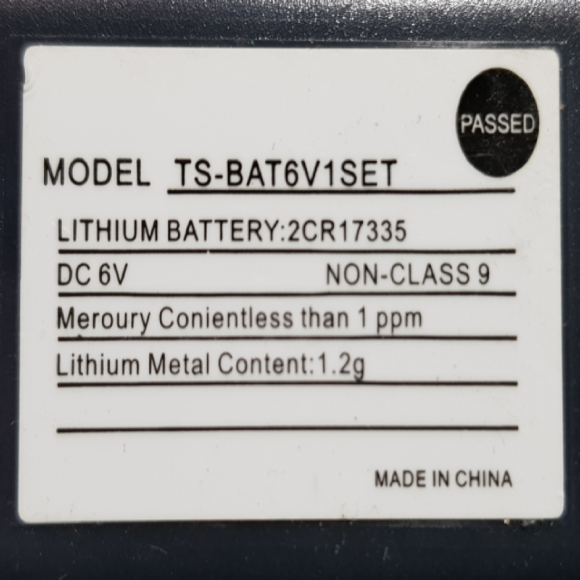 PASSED
MODEL TS-BAT6V1SET
LITHIUM BATTERY:2CR17335
DC 6V NON-CLASS 9
Meroury Conientless than 1 ppm
Lithium Metal Content:1.2g
MADE IN CHINA